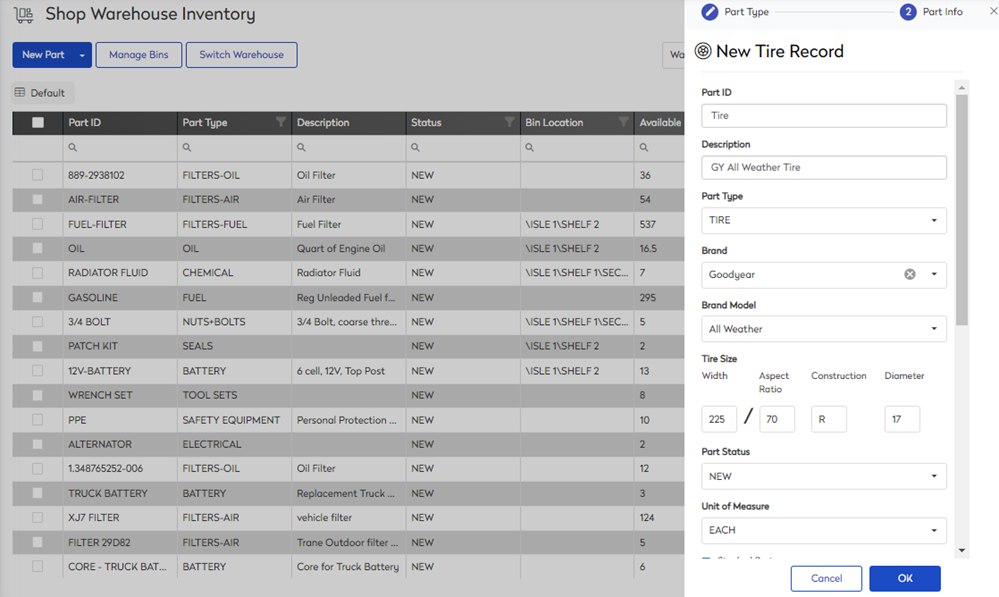 Shop Warehouse Inventory
New Part
Manage Bins
Switch Warehouse
Wa
Default
Part ID Part Type Description Status Bin Location Available
889-2938102 FILTERS-OIL Oil Filter NEW 36
AIR-FILTER FILTERS-AIR Air Filter NEW 54
FUEL-FILTER FILTERS-FUEL Fuel Filter NEW \ISLE 1\SHELF 2 537
OIL OIL Quart of Engine Oil NEW \ISLE 1\SHELF 2 16.5
RADIATOR FLUID CHEMICAL Radiator Fluid NEW \ISLE 1\SHELF 1\SEC... 7
GASOLINE FUEL Reg Unleaded Fuel f... NEW 295
3/4 BOLT NUTS+BOLTS 3/4 Bolt, coarse thre... NEW \ISLE 1\SHELF 1\SEC... 5
PATCH KIT SEALS NEW \ISLE 1\SHELF 2 2
12V-BATTERY BATTERY 6 cell, 12V, Top Post NEW \ISLE 1\SHELF 2 13
WRENCH SET TOOL SETS NEW 8
PPE SAFETY EQUIPMENT Personal Protection ... NEW 10
ALTERNATOR ELECTRICAL NEW 2
1.348765252-006 FILTERS-OIL Oil Filter NEW 12
TRUCK BATTERY BATTERY Replacement Truck ... NEW 3
XJ7 FILTER FILTERS-AIR vehicle filter NEW 124
FILTER 29D82 FILTERS-AIR Trane Outdoor filter ... NEW 5
CORE - TRUCK BAT... BATTERY Core for Truck Battery NEW 6
Part Type 2 Part Info
New Tire Record
Part ID
Tire
Description
GY All Weather Tire
Part Type
TIRE
Brand
Goodyear
Brand Model
All Weather
Tire Size
Width Aspect Ratio Construction Diameter
225 / 70 R 17
Part Status
NEW
Unit of Measure
EACH
Cancel
OK